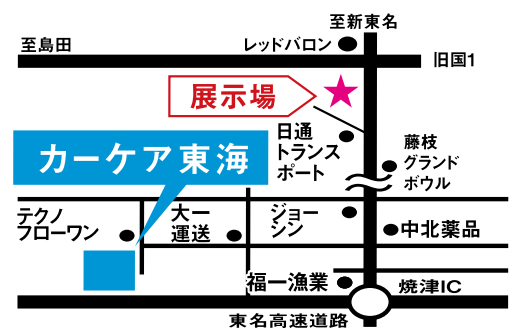 至新東名
至島田
レッドバロン
旧国1
展示場
日通
トランス
ポート
藤枝
グランド
ボウル
カーケア東海
テクノ
フローワン
大一
運送
ジョー
シン
中北薬品
福一漁業
焼津IC
東名高速道路